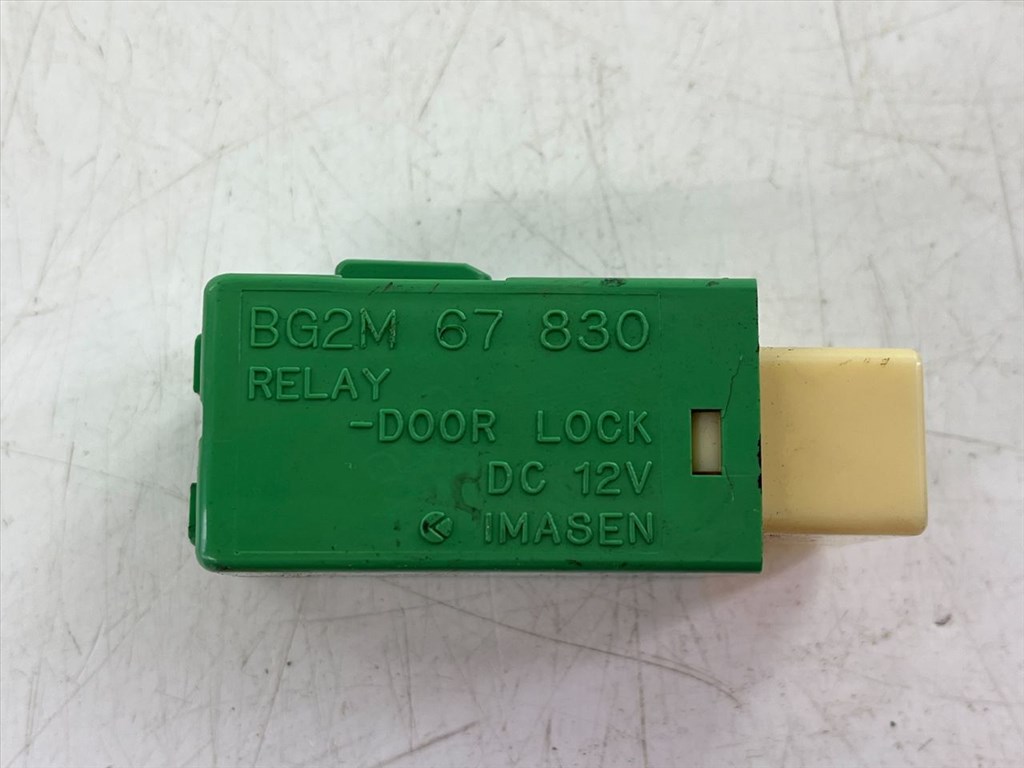 BG2M 67 830
RELAY
-DOOR LOCK
DC 12V
IMASEN